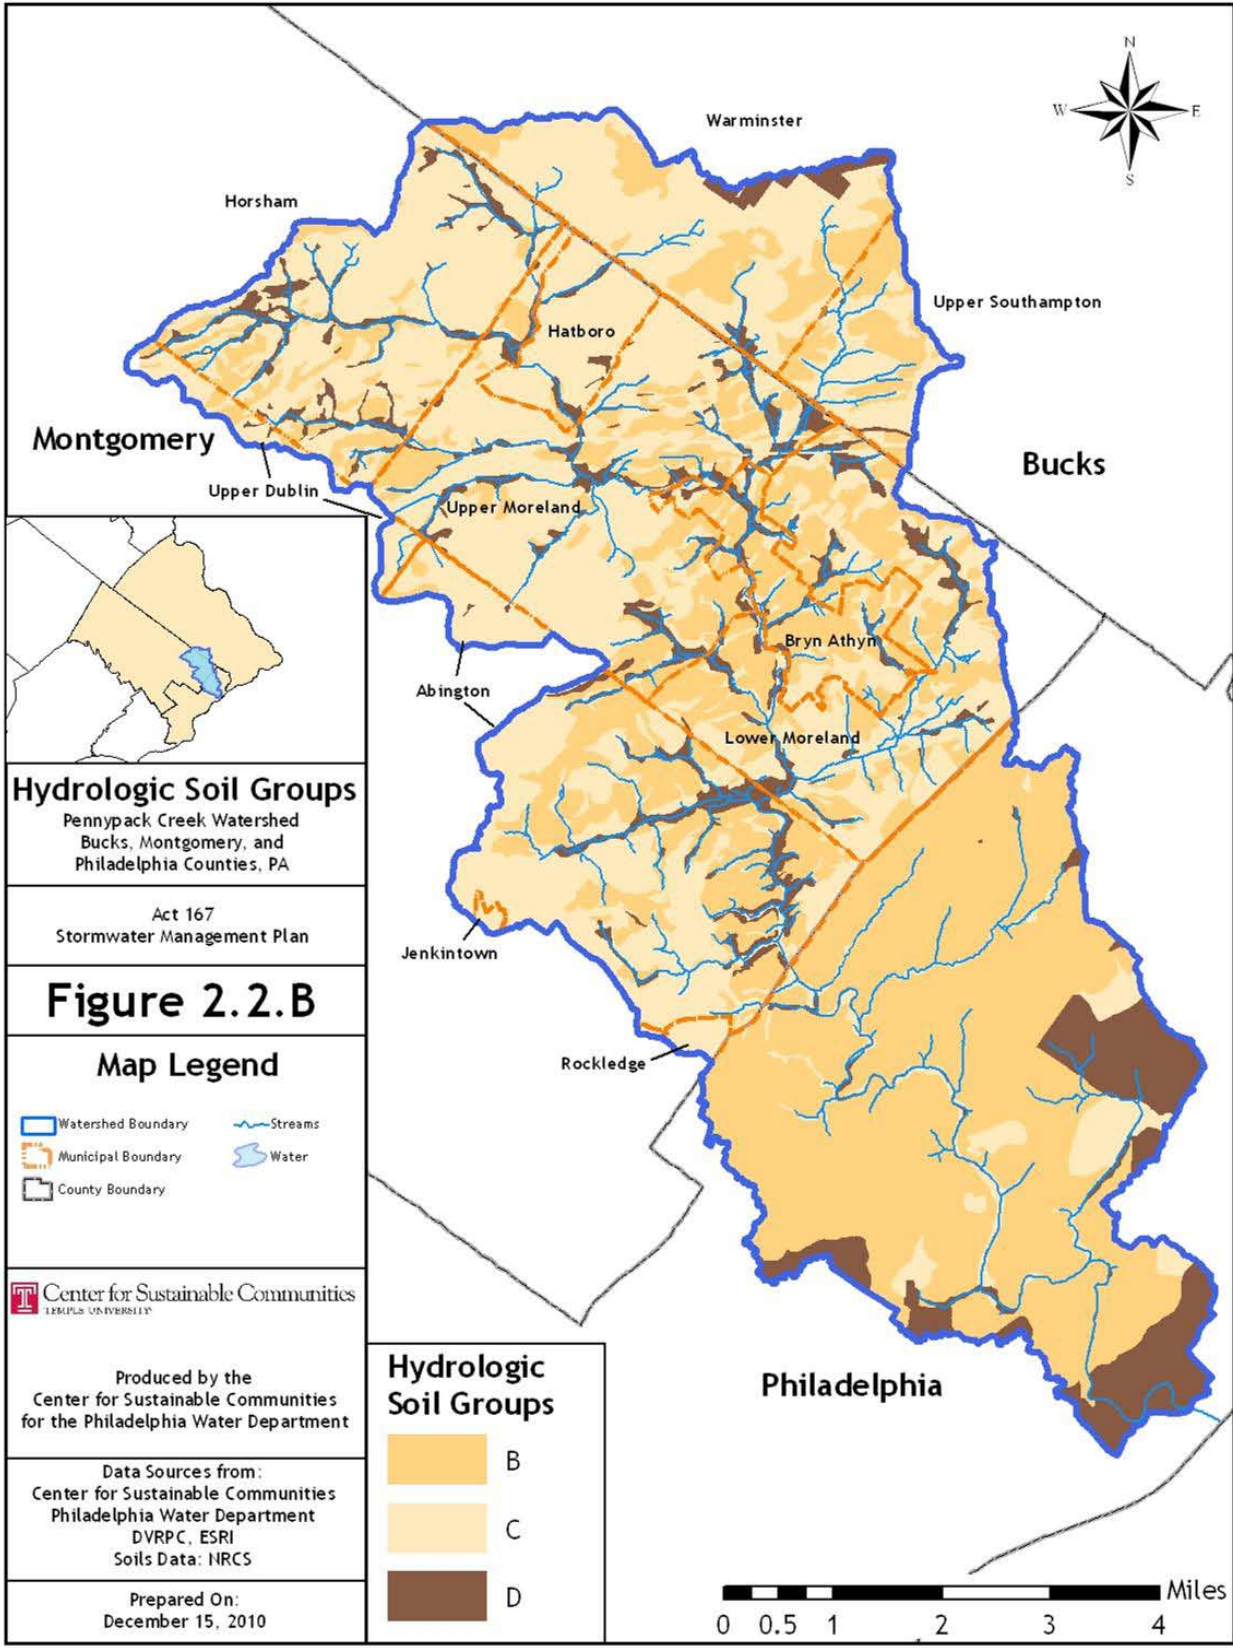 N
W
E
S
Warminster
Horsham
Upper Southampton
Hatboro
Montgomery
Bucks
Upper Dublin
Upper Moreland
Bryn Athyn
Abington
Lower Moreland
Jenkintown
Rockledge
Philadelphia
Hydrologic Soil Groups
Pennypack Creek Watershed
Bucks, Montgomery, and
Philadelphia Counties, PA
Act 167
Stormwater Management Plan
Figure 2.2.B
Map Legend
Watershed Boundary
Streams
Municipal Boundary
Water
County Boundary
T Center for Sustainable Communities
TEMPLE UNIVERSITY
Produced by the
Center for Sustainable Communities
for the Philadelphia Water Department
Data Sources from:
Center for Sustainable Communities
Philadelphia Water Department
DVRPC, ESRI
Soils Data: NRCS
Prepared On:
December 15, 2010
Hydrologic
Soil Groups
B
C
D
Miles
0 0.5 1 2 3 4